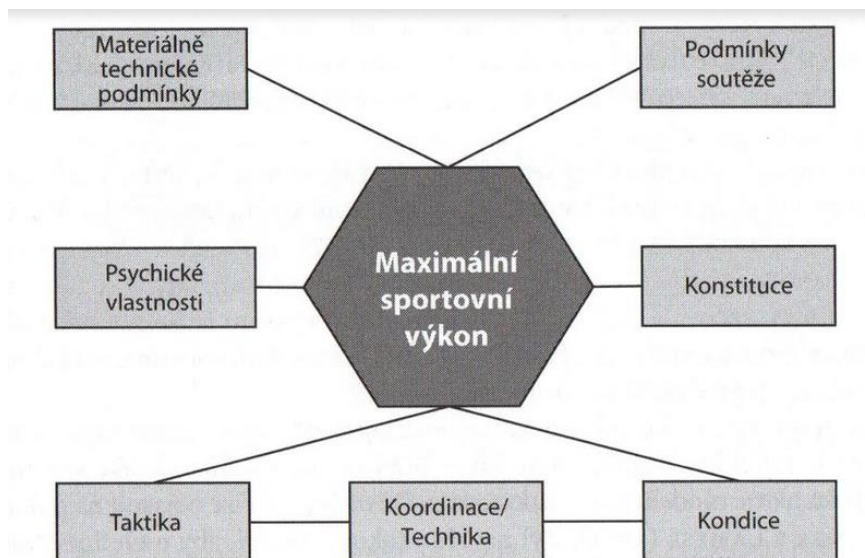 Materiálně
technické
podmínky
Podmínky
soutěže
Psychické
vlastnosti
Maximální
sportovní
výkon
Konstituce
Taktika
Koordinace/
Technika
Kondice